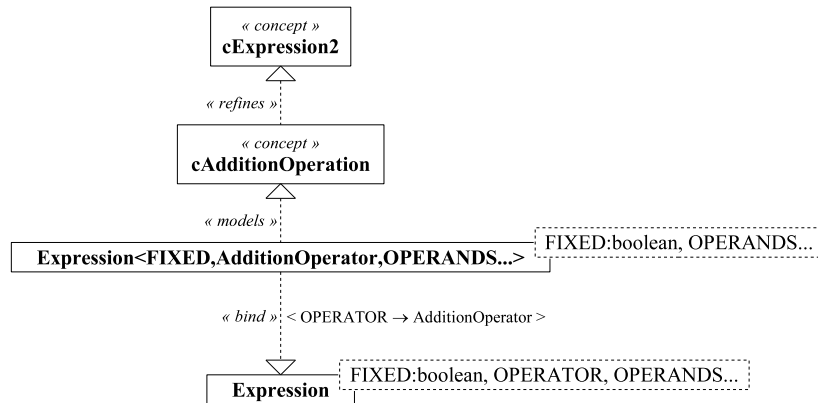 « concept »
cExpression2
« refines »
« concept »
cAdditionOperation
« models »
FIXED:boolean, OPERANDS...
Expression<FIXED,AdditionOperator,OPERANDS...>
« bind » < OPERATOR → AdditionOperator >
FIXED:boolean, OPERATOR, OPERANDS...
Expression